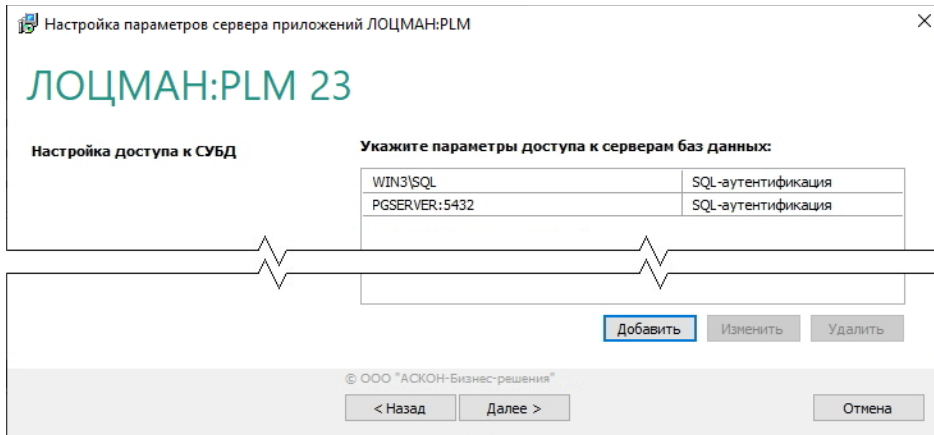 Настройка параметров сервера приложений ЛОЦМАН:PLM
ЛОЦМАН:PLM 23
Настройка доступа к СУБД
Укажите параметры доступа к серверам баз данных:
WIN3\SQL SQL-аутентификация
PGSERVER:5432 SQL-аутентификация
Добавить Изменить Удалить
© ООО "АСКОН-Бизнес-решения"
< Назад Далее > Отмена